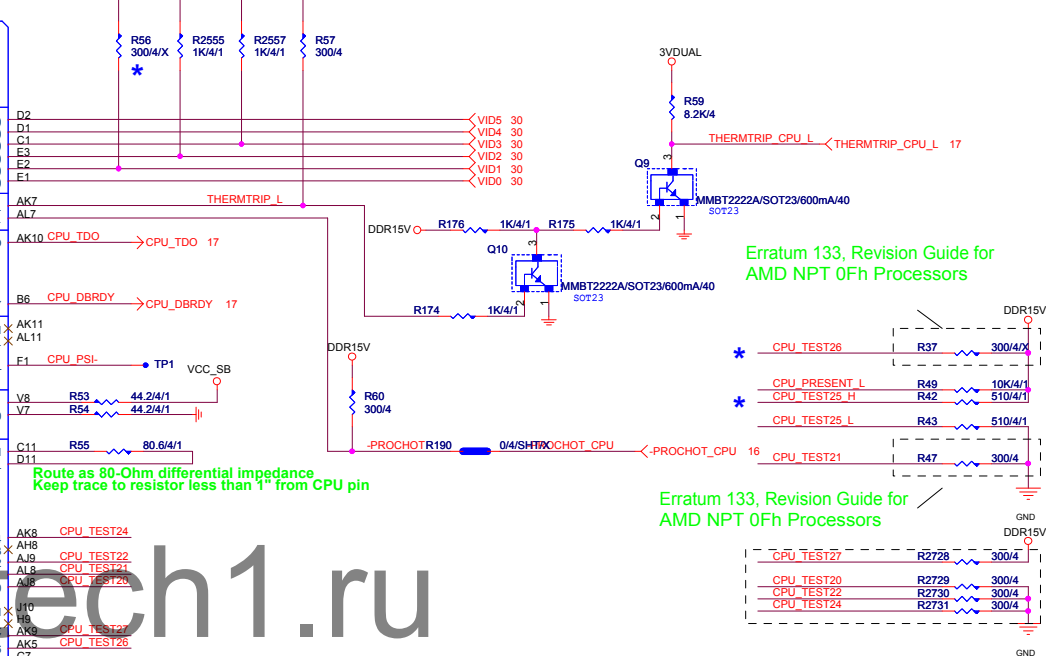 R56 R2555 R2557 R57
300/4/X 1K/4/1 1K/4/1 300/4
*
3VDUAL
R59
8.2K/4
D2 VID5 30
D1 VID4 30
C1 VID3 30
E3 VID2 30
E2 VID1 30
E1 VID0 30
THERMTRIP_CPU_L THERMTRIP_CPU_L 17
Q9 3
MMBT2222A/SOT23/600mA/40
SOT23
2 1
AK7 THERMTRIP_L
AL7
DDR15V R176 1K/4/1 R175 1K/4/1
AK10 CPU_TDO CPU_TDO 17
Q10 3
MMBT2222A/SOT23/600mA/40
SOT23
2 1
Erratum 133, Revision Guide for
AMD NPT 0Fh Processors
B6 CPU_DBRDY CPU_DBRDY 17
R174 1K/4/1
DDR15V
AK11
AL11
DDR15V
CPU_TEST26 R37 300/4/X
*
F1 CPU_PSI- TP1
VCC_SB
CPU_PRESENT_L R49 10K/4/1
V8 R53 44.2/4/1
R60
300/4
* CPU_TEST25_H R42 510/4/1
V7 R54 44.2/4/1
CPU_TEST25_L R43 510/4/1
C11 R55 80.6/4/1
-PROCHOT R190 0/4/SHT/X -PROCHOT_CPU 16
D11
CPU_TEST21 R47 300/4
Route as 80-Ohm differential impedance
Keep trace to resistor less than 1" from CPU pin
Erratum 133, Revision Guide for
AMD NPT 0Fh Processors
GND
AK8 CPU_TEST24
DDR15V
AH8
AJ9 CPU_TEST22
CPU_TEST27 R2728 300/4
AL8 CPU_TEST21
AJ8 CPU_TEST20
CPU_TEST20 R2729 300/4
CPU_TEST22 R2730 300/4
CPU_TEST24 R2731 300/4
J10
H9
AK9 CPU_TEST27
AK5 CPU_TEST26
C7
GND
tech1.ru